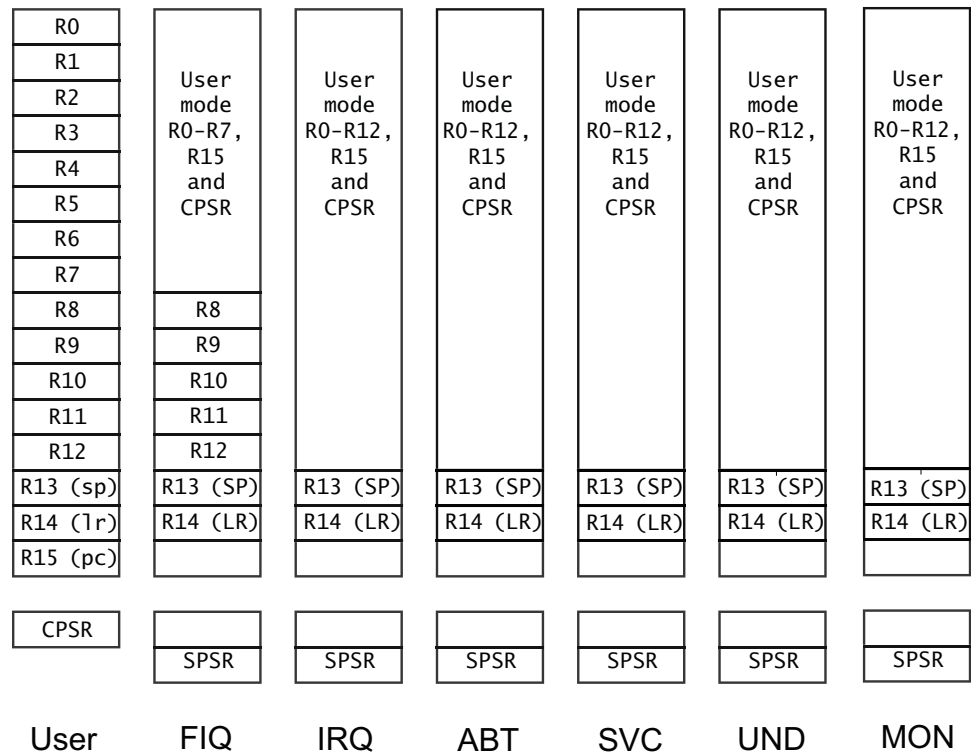 R0
R1
R2
R3
R4
R5
R6
R7
R8
R9
R10
R11
R12
R13 (sp)
R14 (lr)
R15 (pc)
CPSR
User
User
mode
R0-R7,
R15
and
CPSR
R8
R9
R10
R11
R12
R13 (SP)
R14 (LR)
SPSR
FIQ
User
mode
R0-R12,
R15
and
CPSR
R13 (SP)
R14 (LR)
SPSR
IRQ
User
mode
R0-R12,
R15
and
CPSR
R13 (SP)
R14 (LR)
SPSR
ABT
User
mode
R0-R12,
R15
and
CPSR
R13 (SP)
R14 (LR)
SPSR
SVC
User
mode
R0-R12,
R15
and
CPSR
R13 (SP)
R14 (LR)
SPSR
UND
User
mode
R0-R12,
R15
and
CPSR
R13 (SP)
R14 (LR)
SPSR
MON